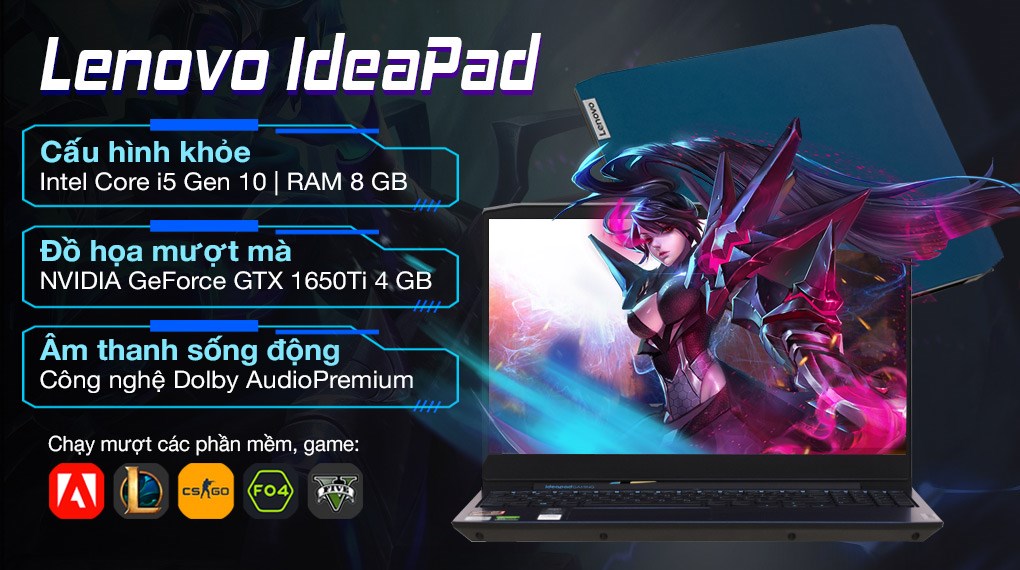 Lenovo IdeaPad
Cấu hình khỏe
Intel Core i5 Gen 10 | RAM 8 GB
Đồ họa mượt mà
NVIDIA GeForce GTX 1650Ti 4 GB
Âm thanh sống động
Công nghệ Dolby AudioPremium
Chạy mượt các phần mềm, game:
L
CS GO
FO4
V
FIVE
Lenovo
ideapad